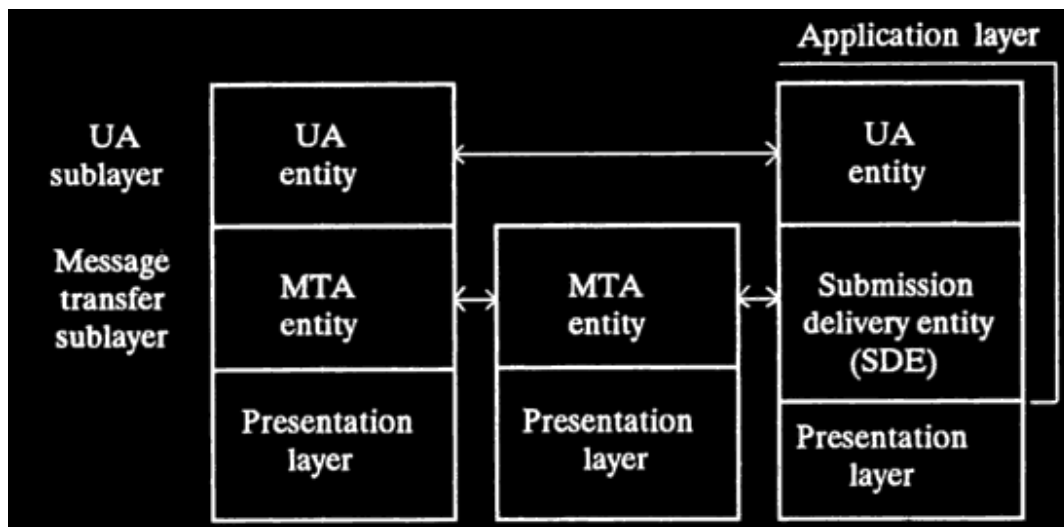 Application layer
UA
sublayer
UA
entity
UA
entity
Message
transfer
sublayer
MTA
entity
MTA
entity
Submission
delivery entity
(SDE)
Presentation
layer
Presentation
layer
Presentation
layer